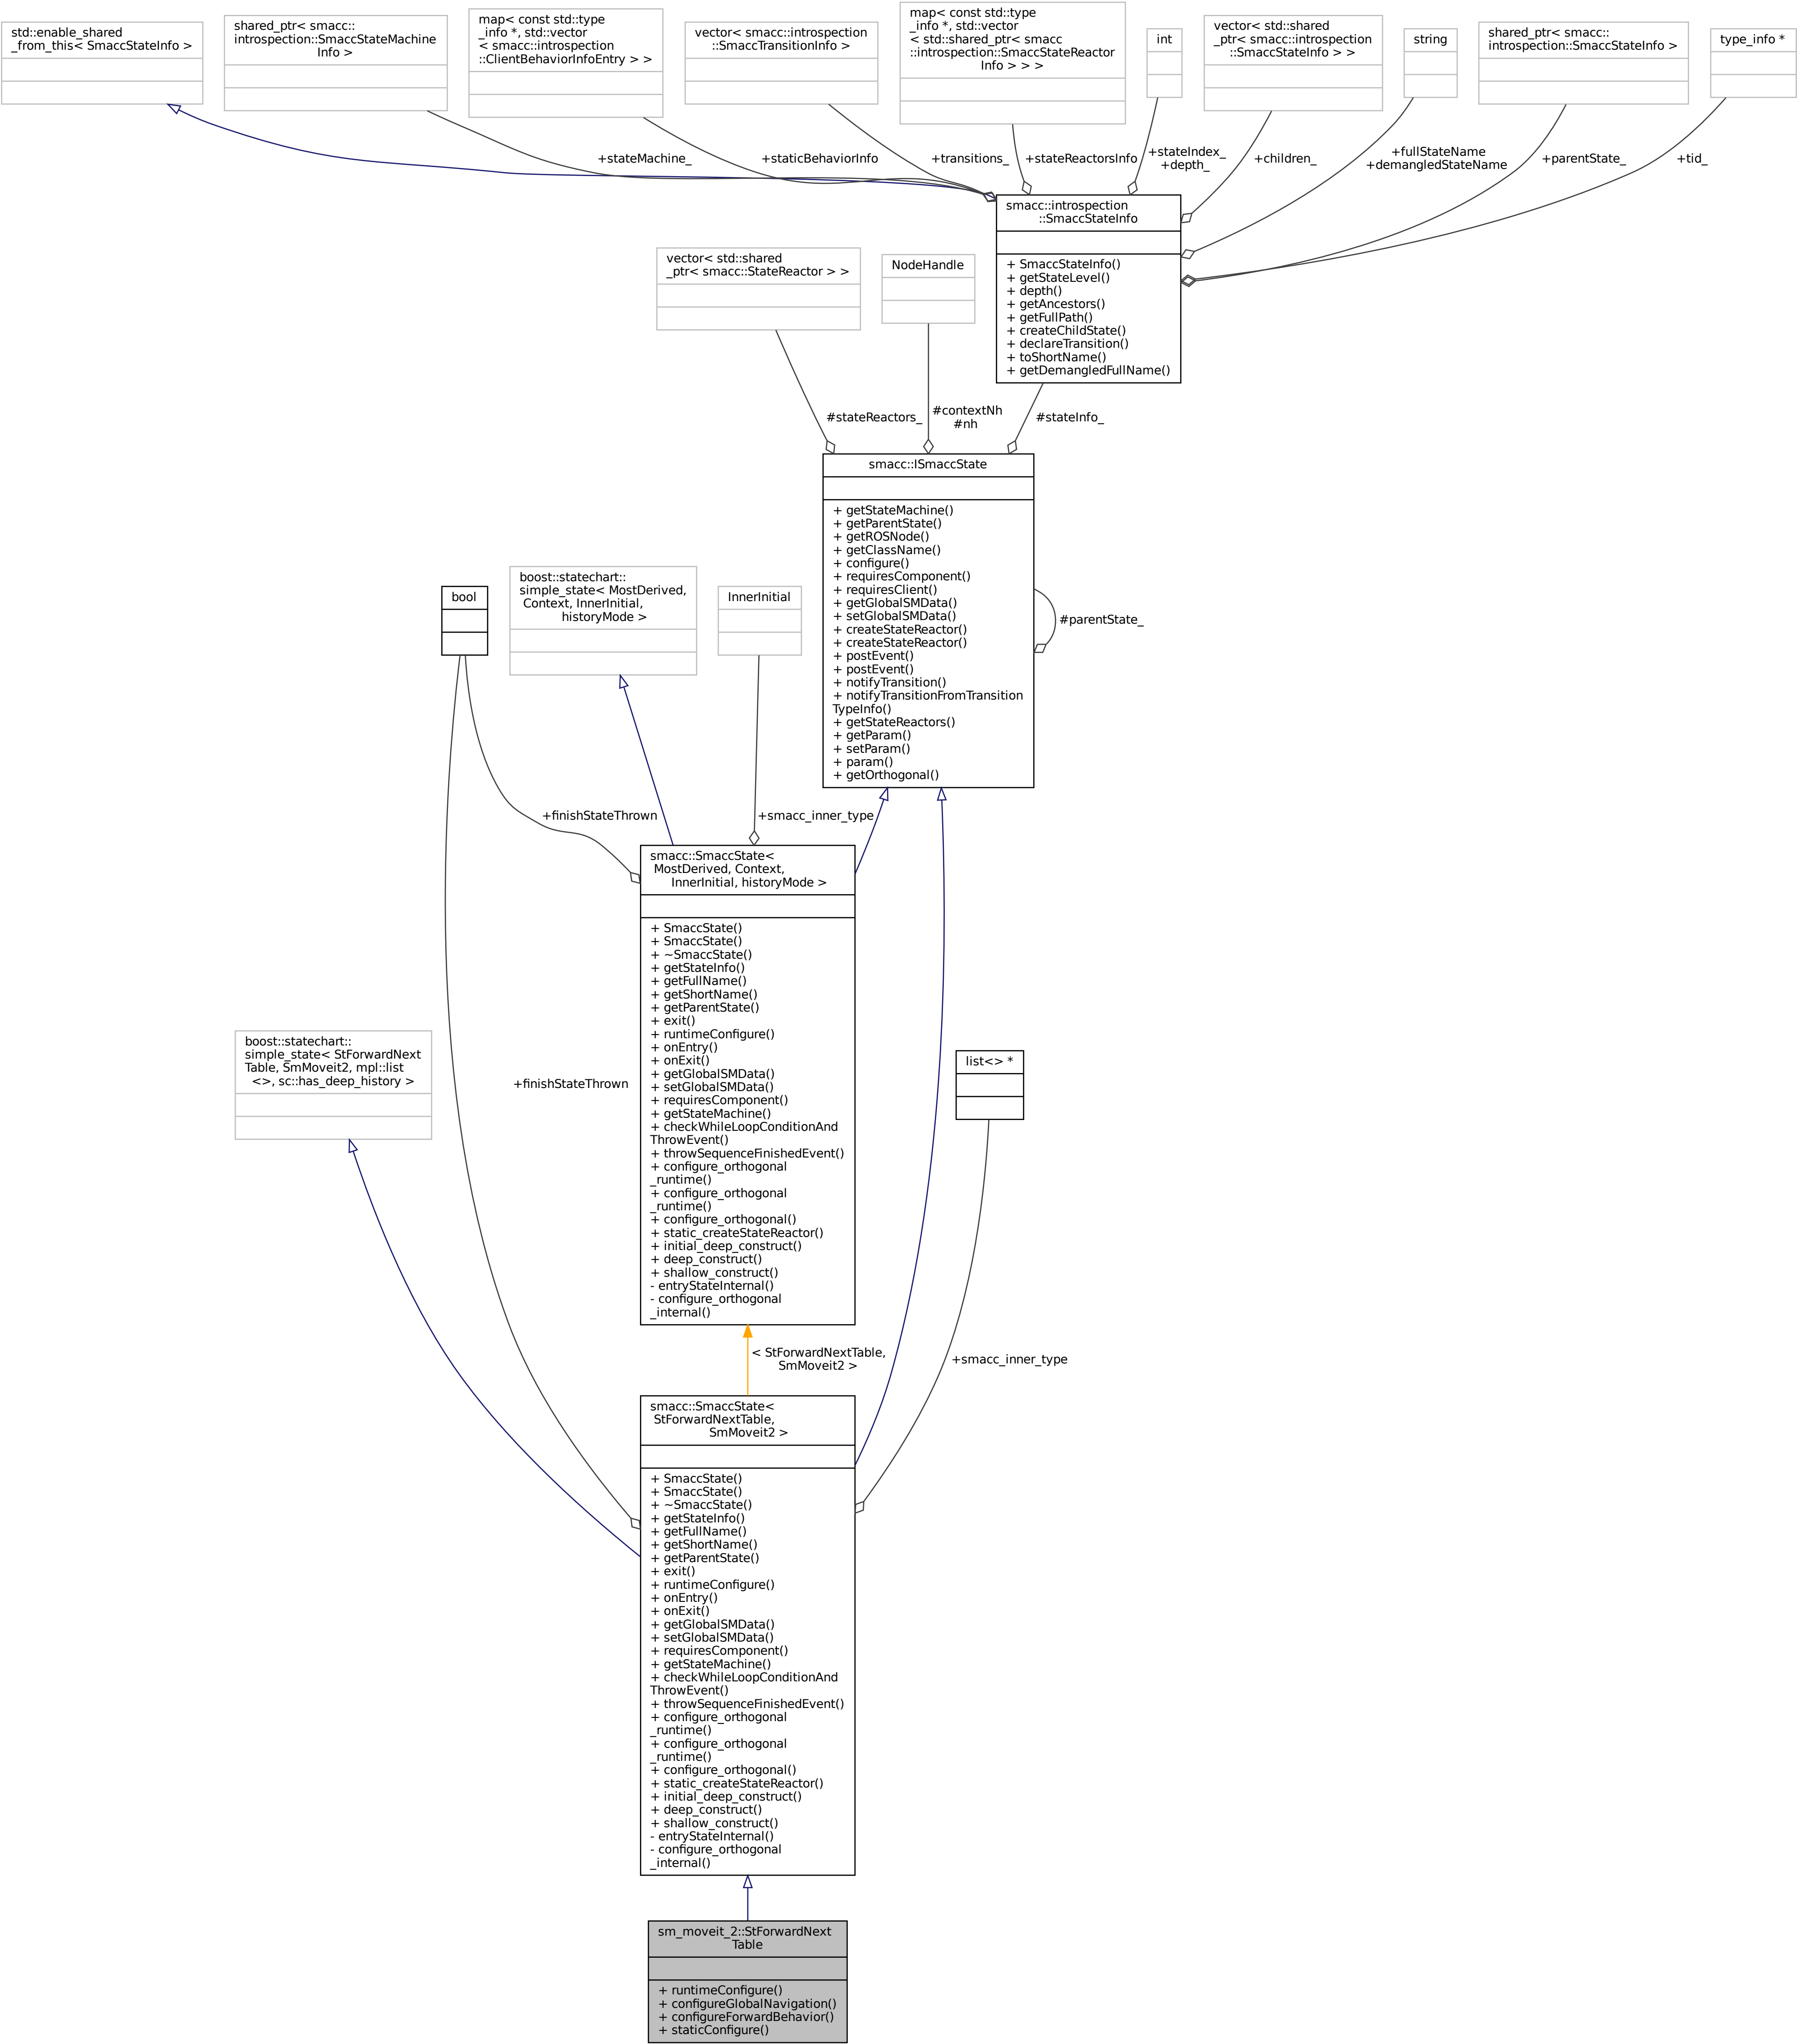 std::enable_shared
_from_this< SmaccStateInfo >
shared_ptr< smacc::
introspection::SmaccStateMachine
Info >
map< const std::type
_info *, std::vector
< smacc::introspection
::ClientBehaviorInfoEntry > >
vector< smacc::introspection
::SmaccTransitionInfo >
map< const std::type
_info *, std::vector
< std::shared_ptr< smacc
::introspection::SmaccStateReactor
Info > > >
int
vector< std::shared
_ptr< smacc::introspection
::SmaccStateInfo > >
string
shared_ptr< smacc::
introspection::SmaccStateInfo >
type_info *
+stateMachine_
+staticBehaviorInfo
+transitions_
+stateReactorsInfo
+stateIndex_
+depth_
+children_
+fullStateName
+demangledStateName
+parentState_
+tid_
smacc::introspection
::SmaccStateInfo
+ SmaccStateInfo()
+ getStateLevel()
+ depth()
+ getAncestors()
+ getFullPath()
+ createChildState()
+ declareTransition()
+ toShortName()
+ getDemangledFullName()
vector< std::shared
_ptr< smacc::StateReactor > >
NodeHandle
#stateReactors_
#contextNh
#nh
#stateInfo_
smacc::ISmaccState
+ getStateMachine()
+ getParentState()
+ getROSNode()
+ getClassName()
+ configure()
+ requiresComponent()
+ requiresClient()
+ getGlobalSMData()
+ setGlobalSMData()
+ createStateReactor()
+ createStateReactor()
+ postEvent()
+ postEvent()
+ notifyTransition()
+ notifyTransitionFromTransition
TypeInfo()
+ getStateReactors()
+ getParam()
+ setParam()
+ param()
+ getOrthogonal()
#parentState_
bool
boost::statechart::
simple_state< MostDerived,
Context, InnerInitial,
historyMode >
InnerInitial
+finishStateThrown
+smacc_inner_type
smacc::SmaccState<
MostDerived, Context,
InnerInitial, historyMode >
+ SmaccState()
+ SmaccState()
+ ~SmaccState()
+ getStateInfo()
+ getFullName()
+ getShortName()
+ getParentState()
+ exit()
+ runtimeConfigure()
+ onEntry()
+ onExit()
+ getGlobalSMData()
+ setGlobalSMData()
+ requiresComponent()
+ getStateMachine()
+ checkWhileLoopConditionAnd
ThrowEvent()
+ throwSequenceFinishedEvent()
+ configure_orthogonal
_runtime()
+ configure_orthogonal
_runtime()
+ configure_orthogonal()
+ static_createStateReactor()
+ initial_deep_construct()
+ deep_construct()
+ shallow_construct()
- entryStateInternal()
- configure_orthogonal
_internal()
boost::statechart::
simple_state< StForwardNext
Table, SmMoveit2, mpl::list
<>, sc::has_deep_history >
+finishStateThrown
list<> *
< StForwardNextTable,
SmMoveit2 >
+smacc_inner_type
smacc::SmaccState<
StForwardNextTable,
SmMoveit2 >
+ SmaccState()
+ SmaccState()
+ ~SmaccState()
+ getStateInfo()
+ getFullName()
+ getShortName()
+ getParentState()
+ exit()
+ runtimeConfigure()
+ onEntry()
+ onExit()
+ getGlobalSMData()
+ setGlobalSMData()
+ requiresComponent()
+ getStateMachine()
+ checkWhileLoopConditionAnd
ThrowEvent()
+ throwSequenceFinishedEvent()
+ configure_orthogonal
_runtime()
+ configure_orthogonal
_runtime()
+ configure_orthogonal()
+ static_createStateReactor()
+ initial_deep_construct()
+ deep_construct()
+ shallow_construct()
- entryStateInternal()
- configure_orthogonal
_internal()
sm_moveit_2::StForwardNext
Table
+ runtimeConfigure()
+ configureGlobalNavigation()
+ configureForwardBehavior()
+ staticConfigure()